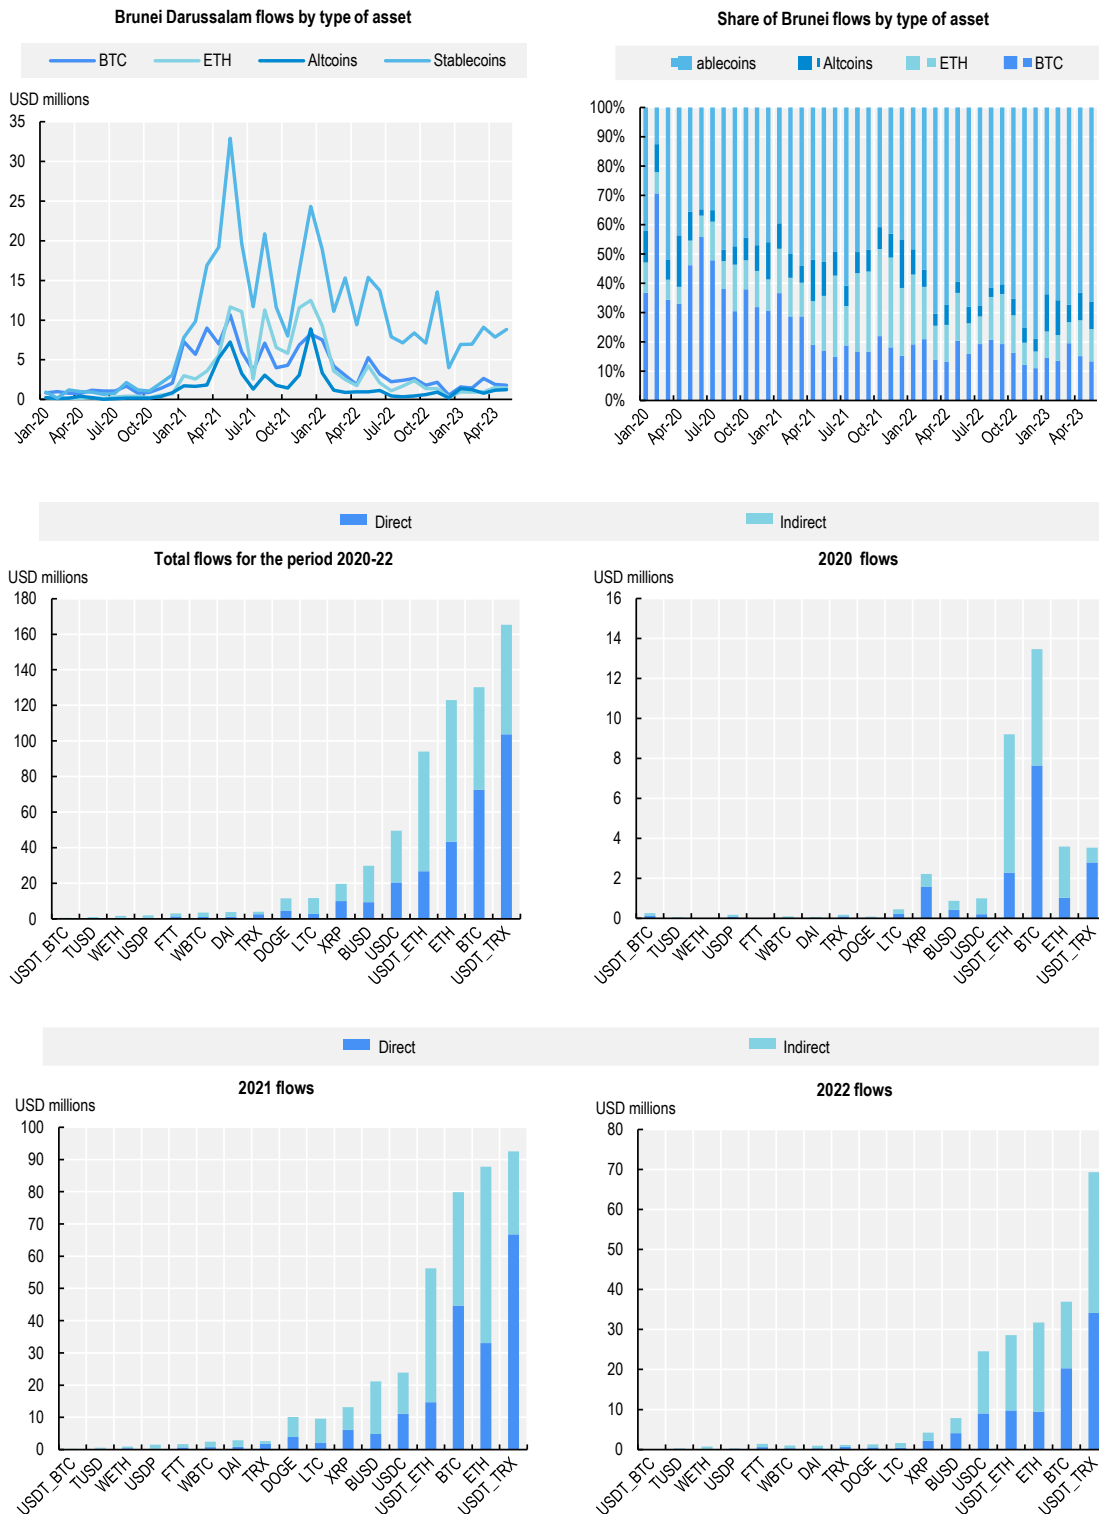 Brunei Darussalam flows by type of asset
BTC ETH Altcoins Stablecoins
USD millions
35
30
25
20
15
10
5
0
Jan-20 Apr-20 Jul-20 Oct-20 Jan-21 Apr-21 Jul-21 Oct-21 Jan-22 Apr-22 Jul-22 Oct-22 Jan-23 Apr-23
Share of Brunei flows by type of asset
ablecoins Altcoins ETH BTC
100%
90%
80%
70%
60%
50%
40%
30%
20%
10%
0%
Jan-20 Apr-20 Jul-20 Oct-20 Jan-21 Apr-21 Jul-21 Oct-21 Jan-22 Apr-22 Jul-22 Oct-22 Jan-23 Apr-23
Direct Indirect
Total flows for the period 2020-22
USD millions
180
160
140
120
100
80
60
40
20
0
USDT_BTC TUSD WETH USDP FTT WBTC DAI TRX DOGE LTC XRP BUSD USDC USDT_ETH ETH BTC USDT_TRX
2020 flows
USD millions
16
14
12
10
8
6
4
2
0
USDT_BTC TUSD WETH USDP FTT WBTC DAI TRX DOGE LTC XRP BUSD USDC USDT_ETH BTC ETH USDT_TRX
Direct Indirect
2021 flows
USD millions
100
90
80
70
60
50
40
30
20
10
0
USDT_BTC TUSD WETH USDP FTT WBTC DAI TRX DOGE LTC XRP BUSD USDC USDT_ETH BTC ETH USDT_TRX
2022 flows
USD millions
80
70
60
50
40
30
20
10
0
USDT_BTC TUSD WETH USDP FTT WBTC DAI TRX DOGE LTC XRP BUSD USDC USDT_ETH ETH BTC USDT_TRX